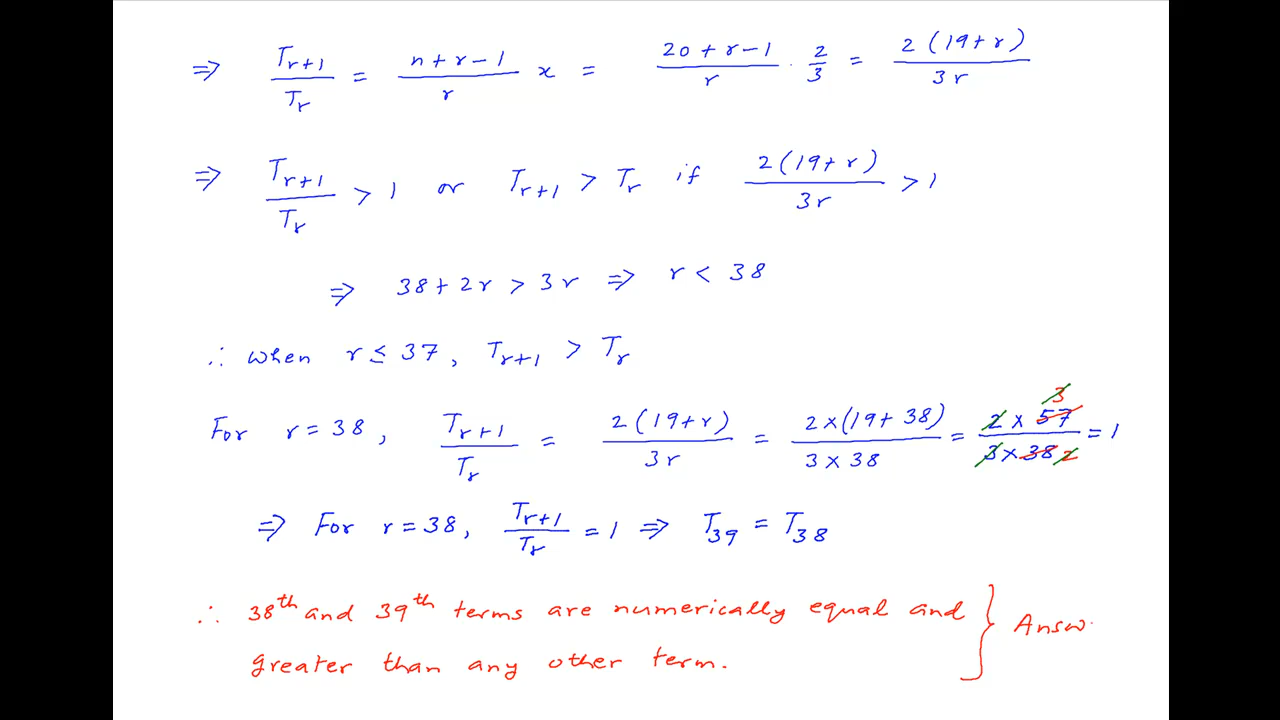 ⇒ T_{r+1}/T_r = (n+r-1)/r x = (20+r-1)/r · 2/3 = 2(19+r)/3r
⇒ T_{r+1}/T_r > 1 or T_{r+1} > T_r if 2(19+r)/3r > 1
⇒ 38+2r > 3r ⇒ r < 38
∴ when r ≤ 37, T_{r+1} > T_r
For r = 38, T_{r+1}/T_r = 2(19+r)/3r = 2×(19+38)/3×38 = 2×57 3/3×38 2 = 1
⇒ For r = 38, T_{r+1}/T_r = 1 ⇒ T_39 = T_38
∴ 38th and 39th terms are numerically equal and
greater than any other term. } Answ.